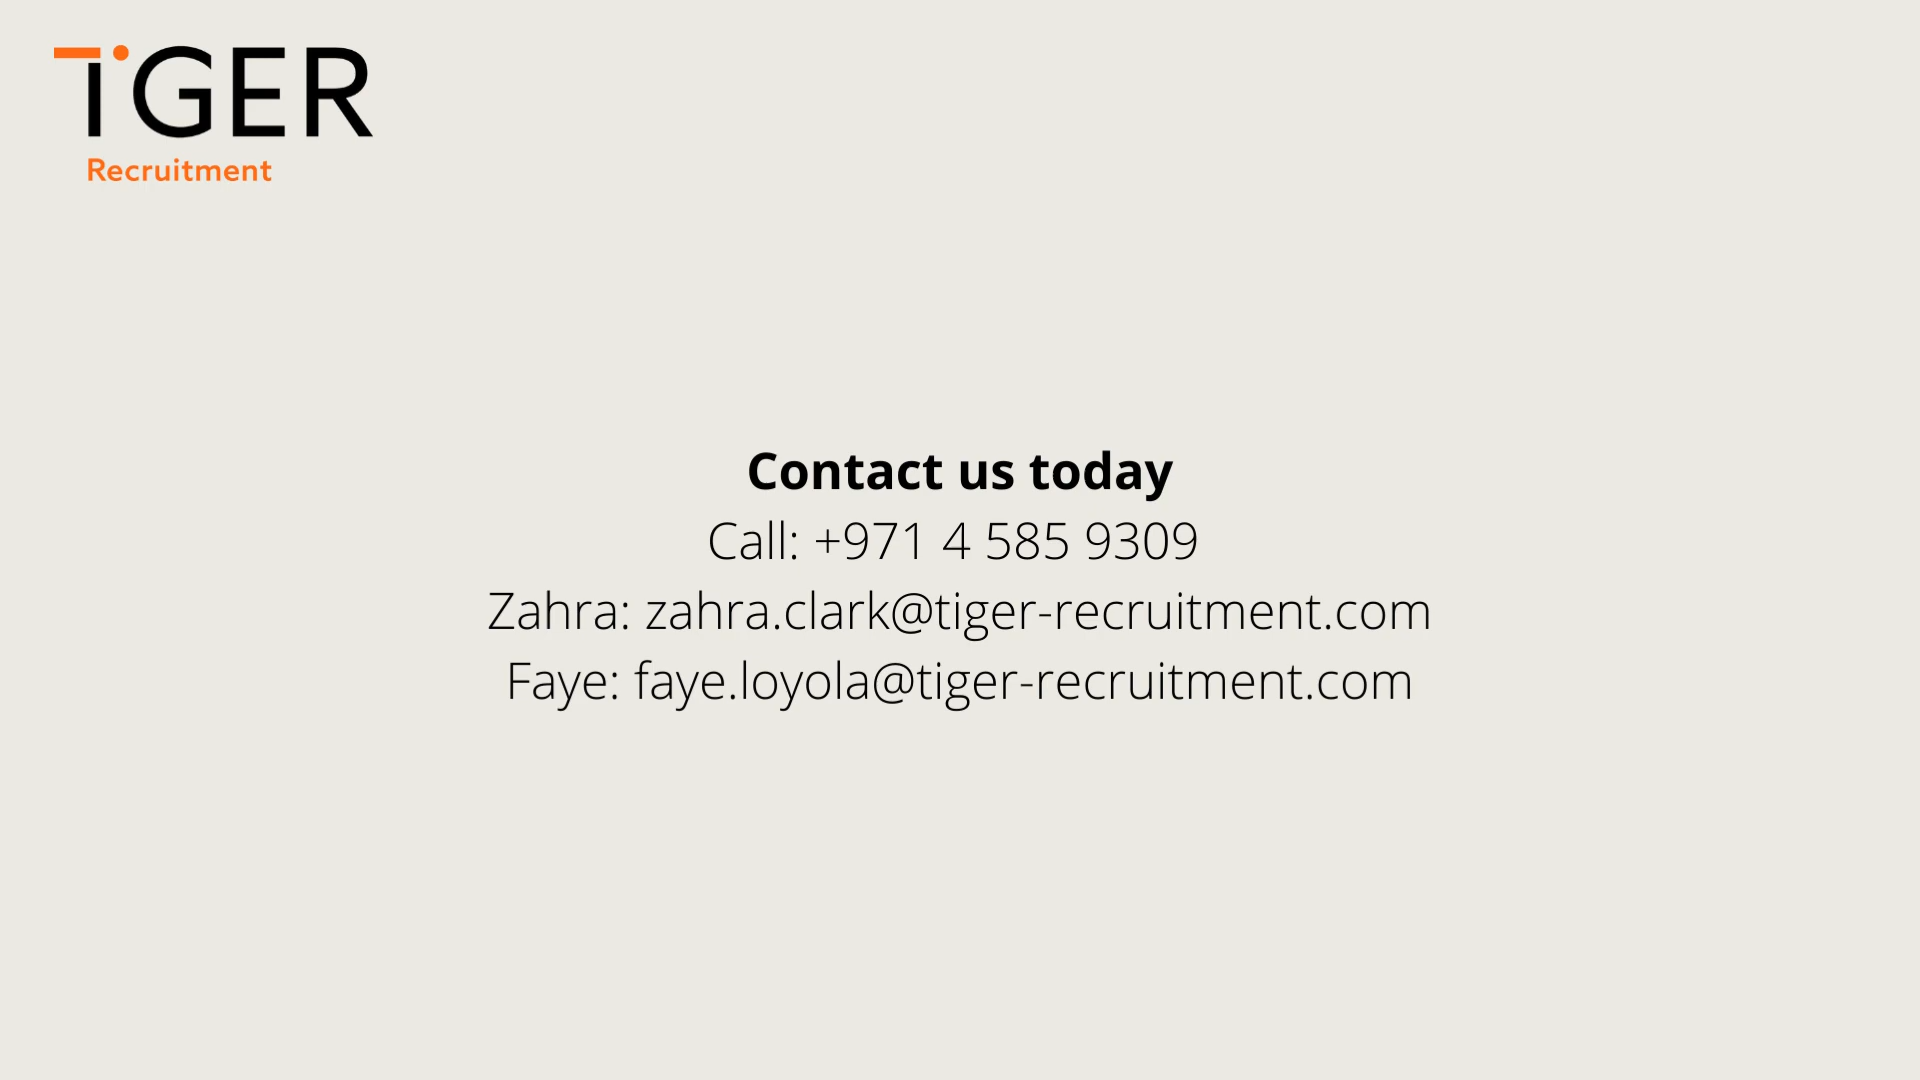 TiGER
Recruitment
Contact us today
Call: +971 4 585 9309
Zahra: zahra.clark@tiger-recruitment.com
Faye: faye.loyola@tiger-recruitment.com